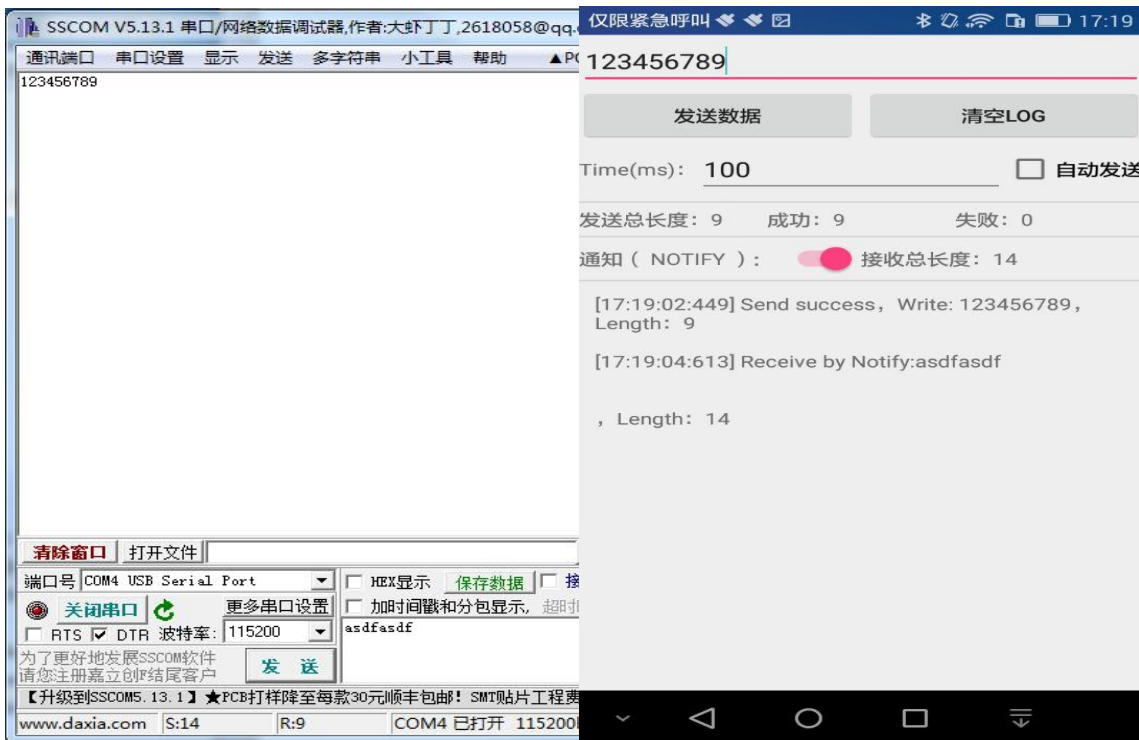 SSCOM V5.13.1 串口/网络数据调试器,作者:大虾丁丁,2618058@qq.
通讯端口 串口设置 显示 发送 多字符串 小工具 帮助 ▲PC
123456789
清除窗口 打开文件
端口号 COM4 USB Serial Port HEX显示 保存数据 接
关闭串口 更多串口设置 加时间戳和分包显示, 超时
RTS DTR 波特率: 115200 asdfasdf
为了更好地发展SSCOM软件
请您注册嘉立创F结尾客户
发 送
【升级到SSCOM5.13.1】★PCB打样降至每款30元顺丰包邮! SMT贴片工程费
www.daxia.com S:14 R:9 COM4 已打开 115200
仅限紧急呼叫 17:19
123456789
发送数据 清空LOG
Time(ms): 100 自动发送
发送总长度: 9 成功: 9 失败: 0
通知 ( NOTIFY ) : 接收总长度: 14
[17:19:02:449] Send success, Write: 123456789,
Length: 9
[17:19:04:613] Receive by Notify:asdfasdf
, Length: 14